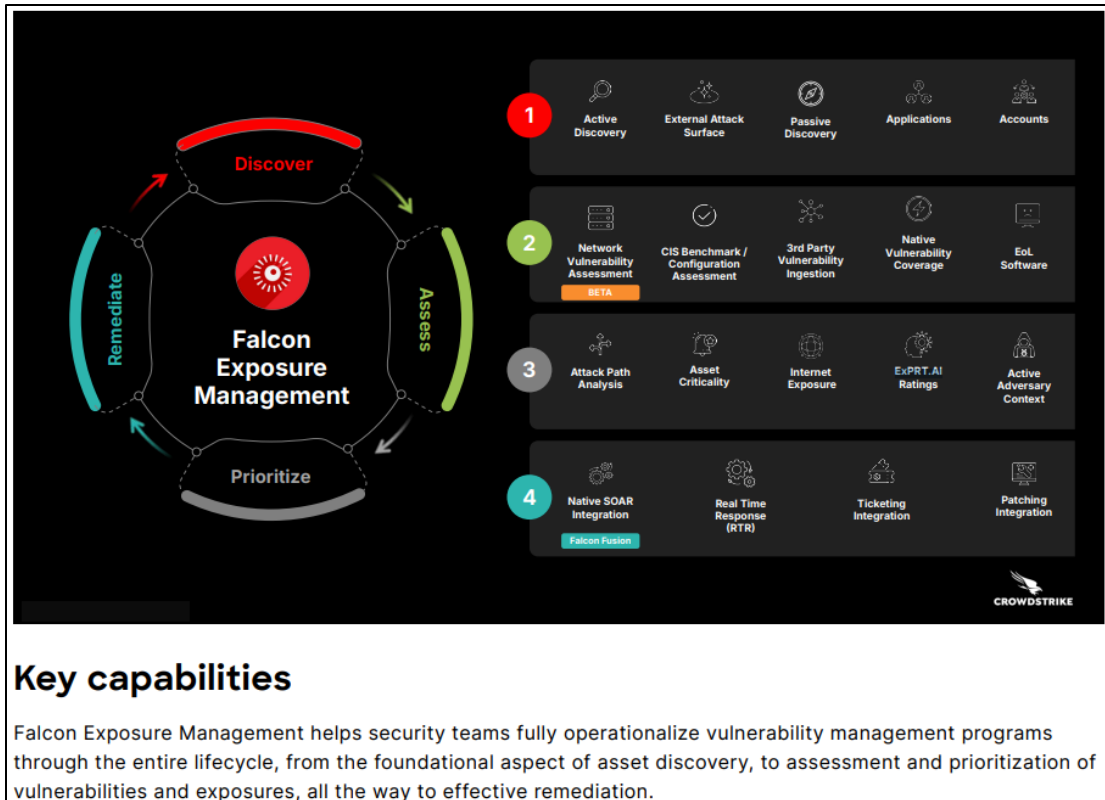 Discover
Assess
Prioritize
Remediate
Falcon
Exposure
Management
1
Active
Discovery
External Attack
Surface
Passive
Discovery
Applications
Accounts
2
Network
Vulnerability
Assessment
BETA
CIS Benchmark /
Configuration
Assessment
3rd Party
Vulnerability
Ingestion
Native
Vulnerability
Coverage
EoL
Software
3
Attack Path
Analysis
Asset
Criticality
Internet
Exposure
ExPRT.AI
Ratings
Active
Adversary
Context
4
Native SOAR
Integration
Falcon Fusion
Real Time
Response
(RTR)
Ticketing
Integration
Patching
Integration
CROWDSTRIKE
Key capabilities
Falcon Exposure Management helps security teams fully operationalize vulnerability management programs
through the entire lifecycle, from the foundational aspect of asset discovery, to assessment and prioritization of
vulnerabilities and exposures, all the way to effective remediation.